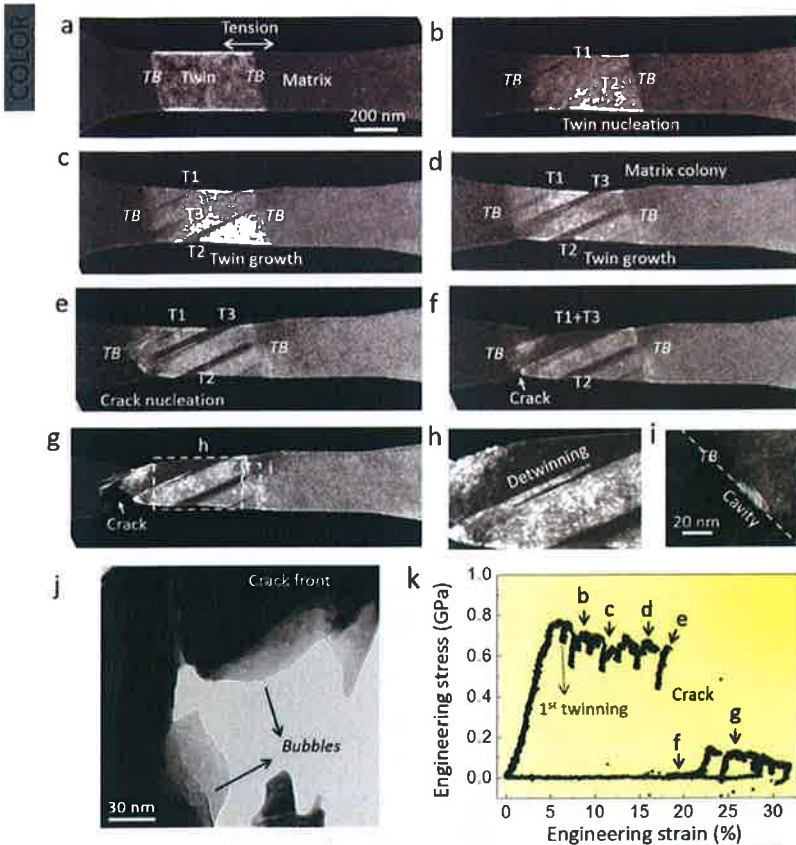 COLOR
a
Tension
TB
Twin
TB
Matrix
200 nm
b
T1
TB
T2
TB
Twin nucleation
c
T1
TB
T3
TB
T2
Twin growth
d
Matrix colony
T1
T3
TB
TB
T2
Twin growth
e
T1
T3
TB
TB
T2
Crack nucleation
f
T1+T3
TB
TB
T2
Crack
g
h
i
Crack
h
Detwinning
i
TB
Cavity
20 nm
j
Crack front
Bubbles
30 nm
k
Engineering stress (GPa)
1.0
0.8
0.6
0.4
0.2
0.0
b
c
d
e
1st twinning
Crack
f
g
0
5
10
15
20
25
30
Engineering strain (%)